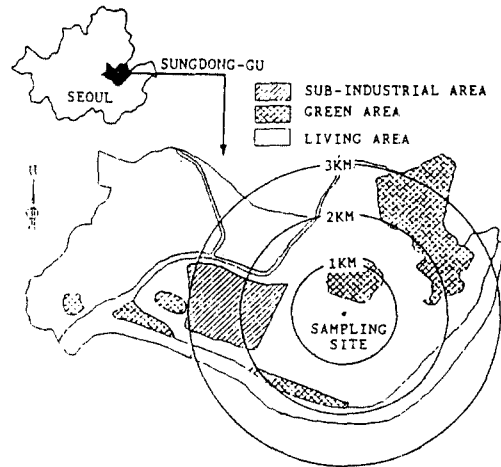 SUNGDONG-GU
SEOUL
SUB-INDUSTRIAL AREA
GREEN AREA
LIVING AREA
3KM
2KM
1KM
SAMPLING
SITE